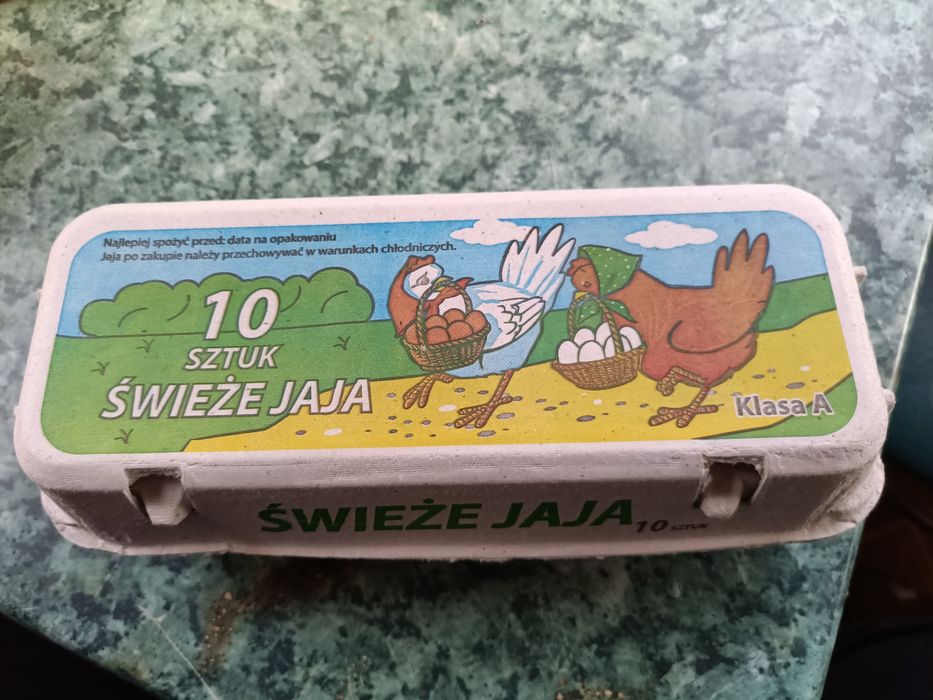 Najlepiej spożyć przed: data na opakowaniu
Jaja po zakupie należy przechowywać w warunkach chłodniczych.
10
SZTUK
ŚWIEŻE JAJA
Klasa A
ŚWIEŻE JAJA 10 SZTUK